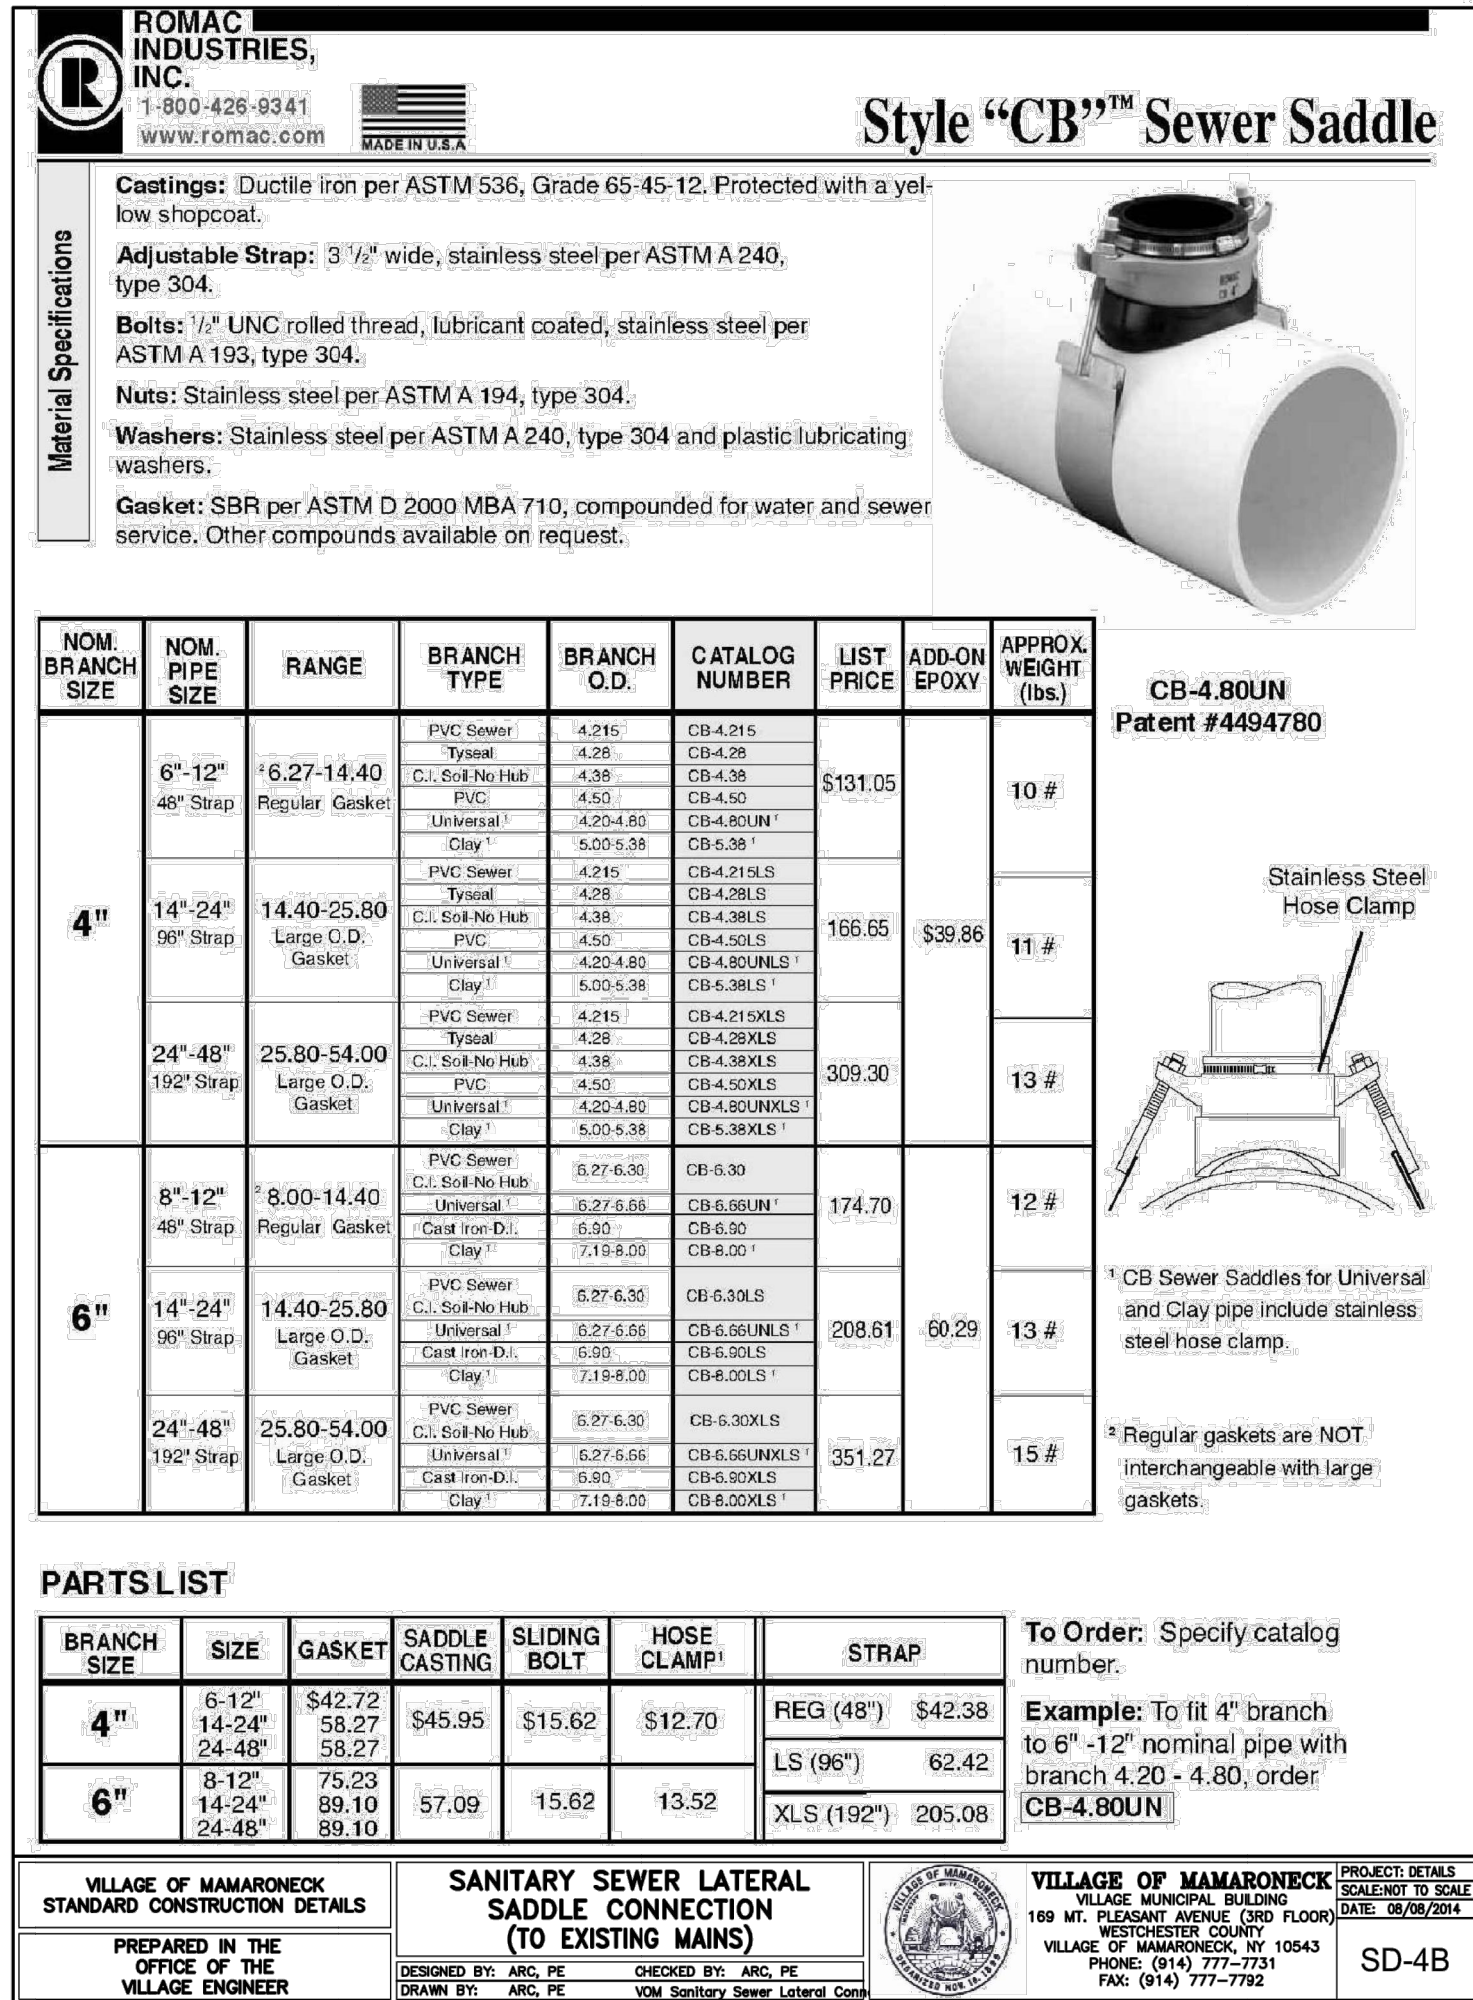 ROMAC
INDUSTRIES,
INC.
1-800-426-9341
www.romac.com
MADE IN U.S.A
Style “CB”™ Sewer Saddle
Material Specifications
Castings: Ductile iron per ASTM 536, Grade 65-45-12. Protected with a yel-
low shopcoat.
Adjustable Strap: 3 1/2" wide, stainless steel per ASTM A 240,
type 304.
Bolts: 1/2" UNC rolled thread, lubricant coated, stainless steel per
ASTM A 193, type 304.
Nuts: Stainless steel per ASTM A 194, type 304.
Washers: Stainless steel per ASTM A 240, type 304 and plastic lubricating
washers.
Gasket: SBR per ASTM D 2000 MBA 710, compounded for water and sewer
service. Other compounds available on request.
ROMAC
CB 4"
CB-4.80UN
Patent #4494780
NOM. BRANCH SIZE | NOM. PIPE SIZE | RANGE | BRANCH TYPE | BRANCH O.D. | CATALOG NUMBER | LIST PRICE | ADD-ON EPOXY | APPROX. WEIGHT (lbs.)
4" $39.86
6"-12" 48" Strap ² 6.27-14.40 Regular Gasket $131.05 10 #
PVC Sewer 4.215 CB-4.215
Tyseal 4.28 CB-4.28
C.I. Soil-No Hub 4.38 CB-4.38
PVC 4.50 CB-4.50
Universal ¹ 4.20-4.80 CB-4.80UN ¹
Clay ¹ 5.00-5.38 CB-5.38 ¹
14"-24" 96" Strap 14.40-25.80 Large O.D. Gasket 166.65 11 #
PVC Sewer 4.215 CB-4.215LS
Tyseal 4.28 CB-4.28LS
C.I. Soil-No Hub 4.38 CB-4.38LS
PVC 4.50 CB-4.50LS
Universal ¹ 4.20-4.80 CB-4.80UNLS ¹
Clay ¹ 5.00-5.38 CB-5.38LS ¹
24"-48" 192" Strap 25.80-54.00 Large O.D. Gasket 309.30 13 #
PVC Sewer 4.215 CB-4.215XLS
Tyseal 4.28 CB-4.28XLS
C.I. Soil-No Hub 4.38 CB-4.38XLS
PVC 4.50 CB-4.50XLS
Universal ¹ 4.20-4.80 CB-4.80UNXLS ¹
Clay ¹ 5.00-5.38 CB-5.38XLS ¹
6" 60.29
8"-12" 48" Strap ² 8.00-14.40 Regular Gasket 174.70 12 #
PVC Sewer
C.I. Soil-No Hub 6.27-6.30 CB-6.30
Universal ¹ 6.27-6.66 CB-6.66UN ¹
Cast Iron-D.I. 6.90 CB-6.90
Clay ¹ 7.19-8.00 CB-8.00 ¹
14"-24" 96" Strap 14.40-25.80 Large O.D. Gasket 208.61 13 #
PVC Sewer
C.I. Soil-No Hub 6.27-6.30 CB-6.30LS
Universal ¹ 6.27-6.66 CB-6.66UNLS ¹
Cast Iron-D.I. 6.90 CB-6.90LS
Clay ¹ 7.19-8.00 CB-8.00LS ¹
24"-48" 192" Strap 25.80-54.00 Large O.D. Gasket 351.27 15 #
PVC Sewer
C.I. Soil-No Hub 6.27-6.30 CB-6.30XLS
Universal ¹ 6.27-6.66 CB-6.66UNXLS ¹
Cast Iron-D.I. 6.90 CB-6.90XLS
Clay ¹ 7.19-8.00 CB-8.00XLS ¹
Stainless Steel
Hose Clamp
¹ CB Sewer Saddles for Universal
and Clay pipe include stainless
steel hose clamp.
² Regular gaskets are NOT
interchangeable with large
gaskets.
PARTS LIST
BRANCH SIZE | SIZE | GASKET | SADDLE CASTING | SLIDING BOLT | HOSE CLAMP¹ | STRAP
4" $45.95 $15.62 $12.70
6-12" $42.72
14-24" 58.27
24-48" 58.27
6" 57.09 15.62 13.52
8-12" 75.23
14-24" 89.10
24-48" 89.10
REG (48") $42.38
LS (96") 62.42
XLS (192") 205.08
To Order: Specify catalog
number.
Example: To fit 4" branch
to 6" -12" nominal pipe with
branch 4.20 - 4.80, order
CB-4.80UN
VILLAGE OF MAMARONECK
STANDARD CONSTRUCTION DETAILS
PREPARED IN THE
OFFICE OF THE
VILLAGE ENGINEER
SANITARY SEWER LATERAL
SADDLE CONNECTION
(TO EXISTING MAINS)
DESIGNED BY: ARC, PE CHECKED BY: ARC, PE
DRAWN BY: ARC, PE VOM Sanitary Sewer Lateral Conn
VILLAGE OF MAMARONECK
ORGANIZED NOV. 18, 1895
VILLAGE OF MAMARONECK
VILLAGE MUNICIPAL BUILDING
169 MT. PLEASANT AVENUE (3RD FLOOR)
WESTCHESTER COUNTY
VILLAGE OF MAMARONECK, NY 10543
PHONE: (914) 777-7731
FAX: (914) 777-7792
PROJECT: DETAILS
SCALE:NOT TO SCALE
DATE: 08/08/2014
SD-4B